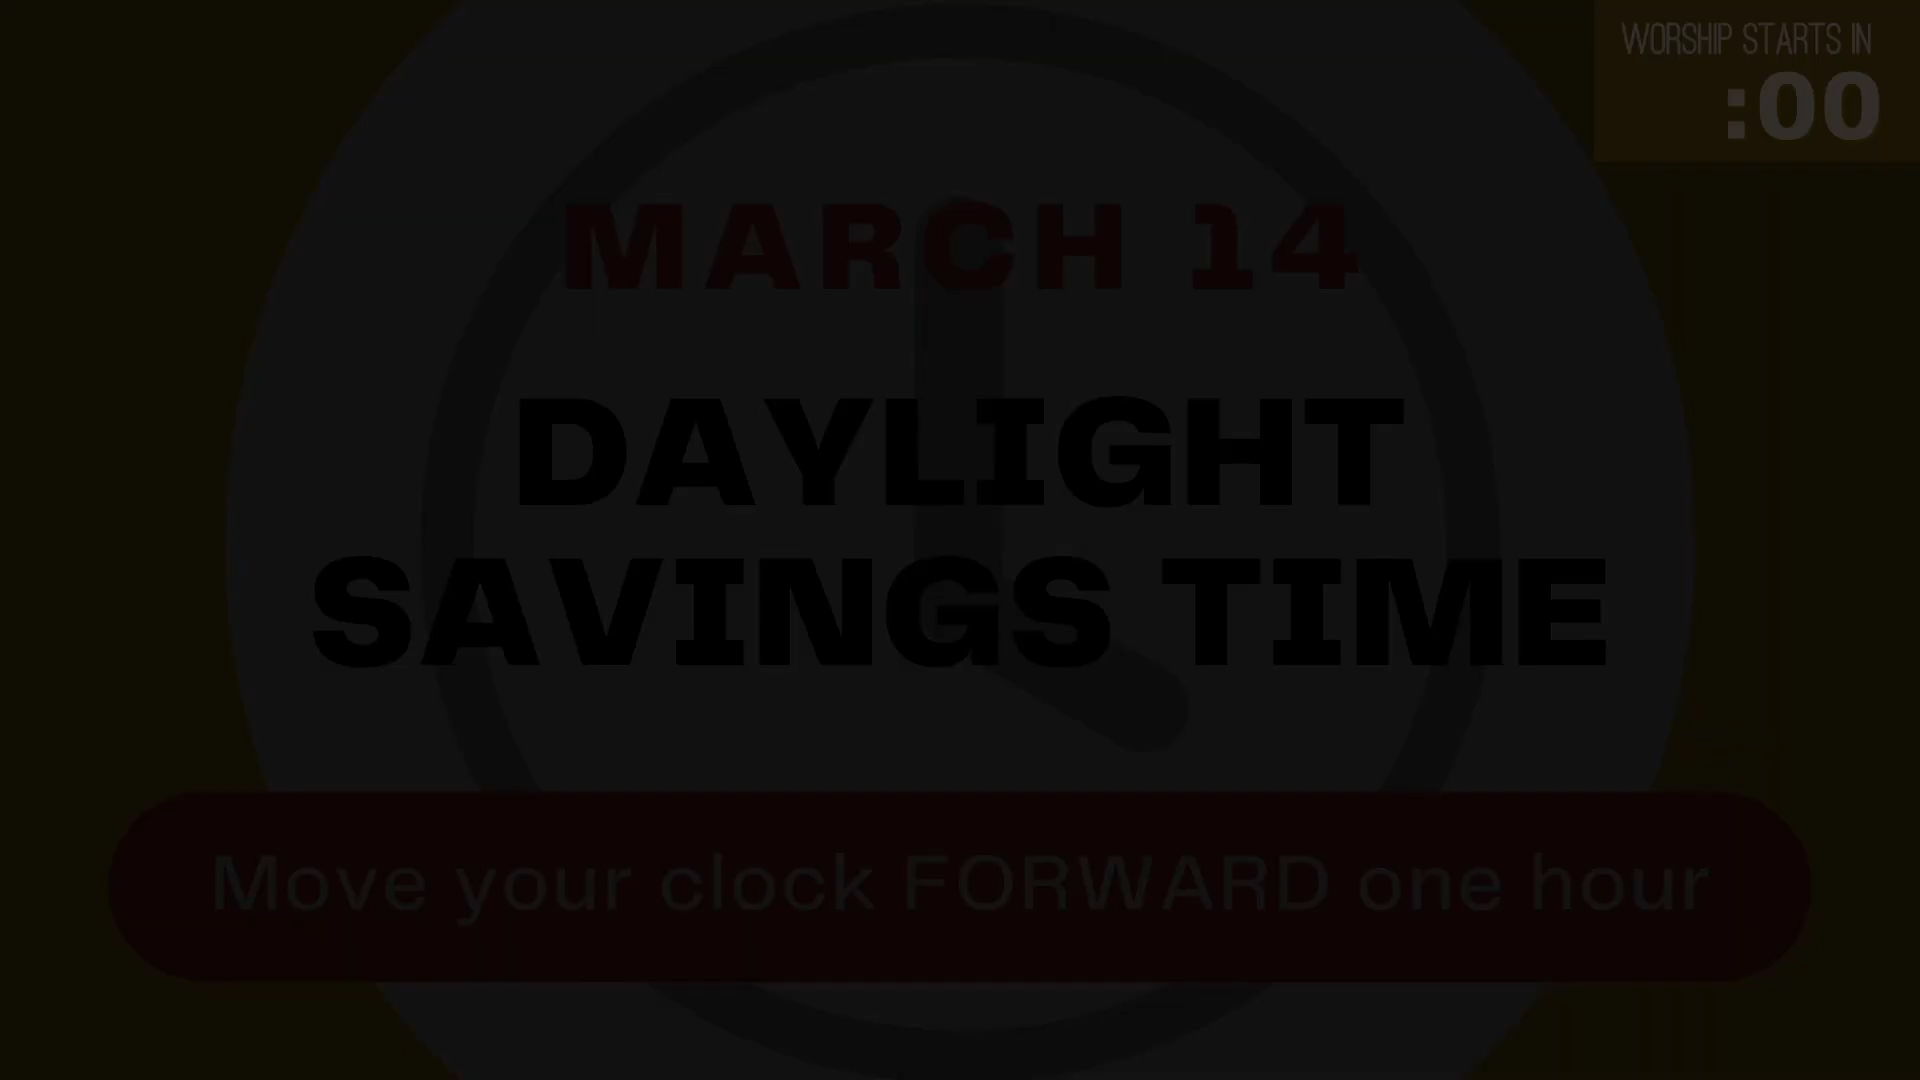 WORSHIP STARTS IN
:00
MARCH 14
DAYLIGHT
SAVINGS TIME
Move your clock FORWARD one hour